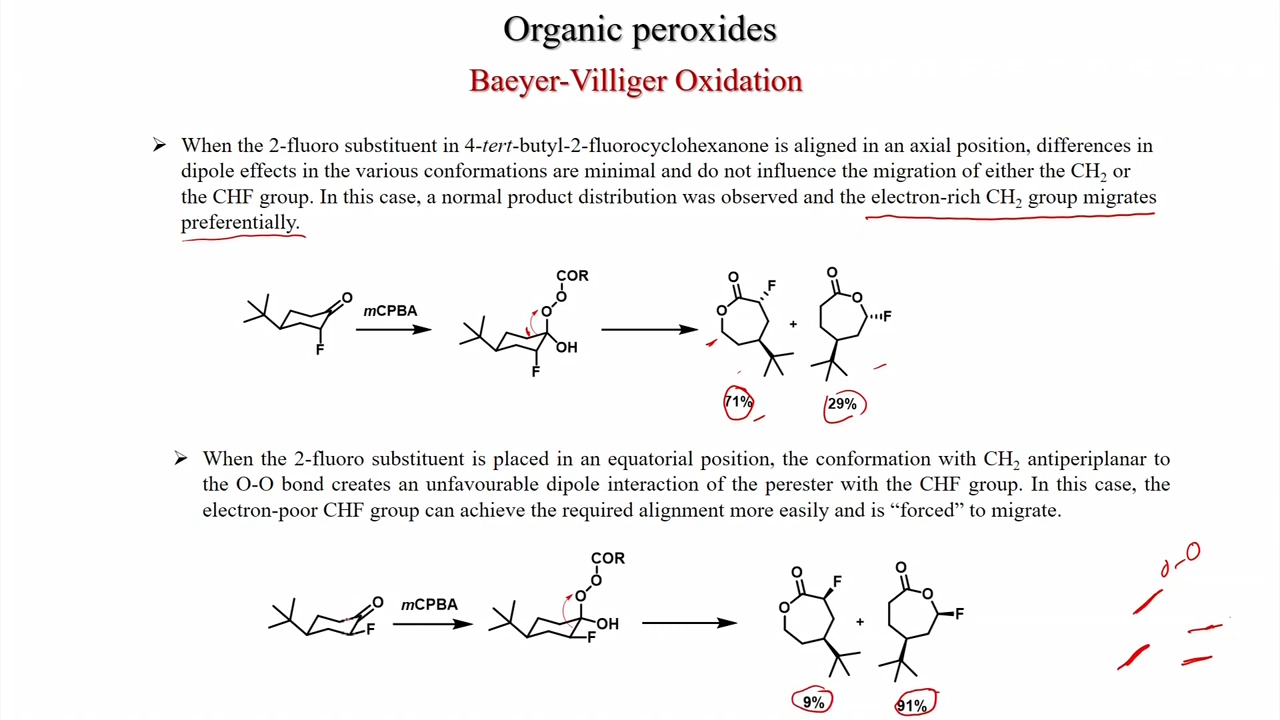 Organic peroxides
Baeyer-Villiger Oxidation
➢ When the 2-fluoro substituent in 4-tert-butyl-2-fluorocyclohexanone is aligned in an axial position, differences in
dipole effects in the various conformations are minimal and do not influence the migration of either the CH₂ or
the CHF group. In this case, a normal product distribution was observed and the electron-rich CH₂ group migrates
preferentially.
COR
O
O
O
F
mCPBA
OH
F
O
O
F
+
O
O
F
71%
29%
➢ When the 2-fluoro substituent is placed in an equatorial position, the conformation with CH₂ antiperiplanar to
the O-O bond creates an unfavourable dipole interaction of the perester with the CHF group. In this case, the
electron-poor CHF group can achieve the required alignment more easily and is “forced” to migrate.
COR
O
O
O
F
mCPBA
OH
F
O
O
F
+
O
O
F
9%
91%